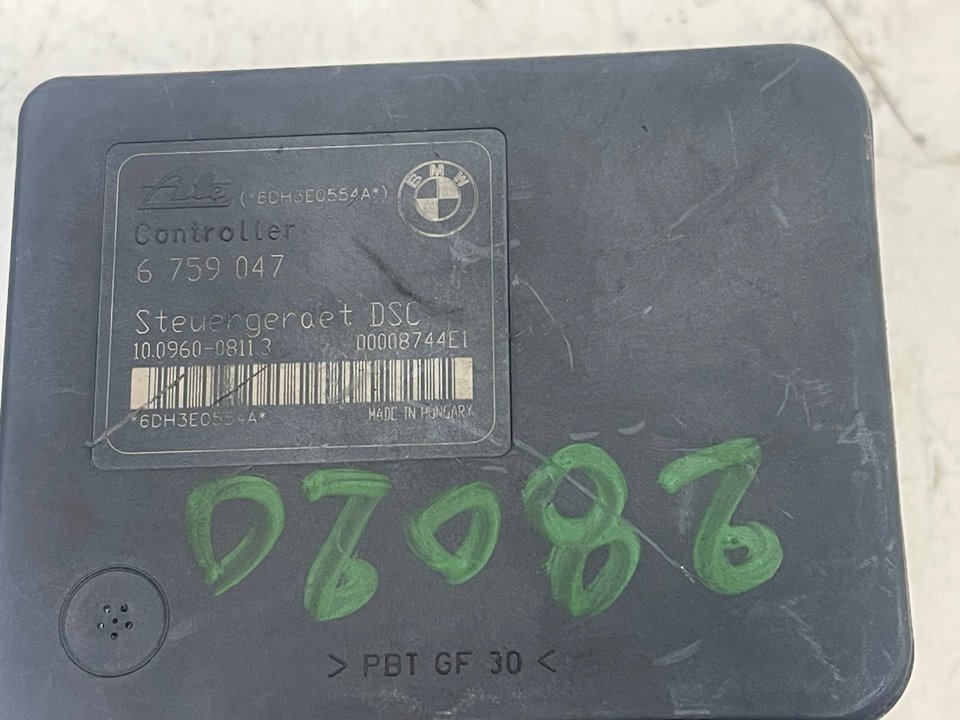 Ate (*6DH3E0554A*) BMW
Controller
6 759 047
Steuergeraet DSC
10.0960-0811.3 00008744E1
*6DH3E0554A* MADE IN HUNGARY
> PBT GF 30 <